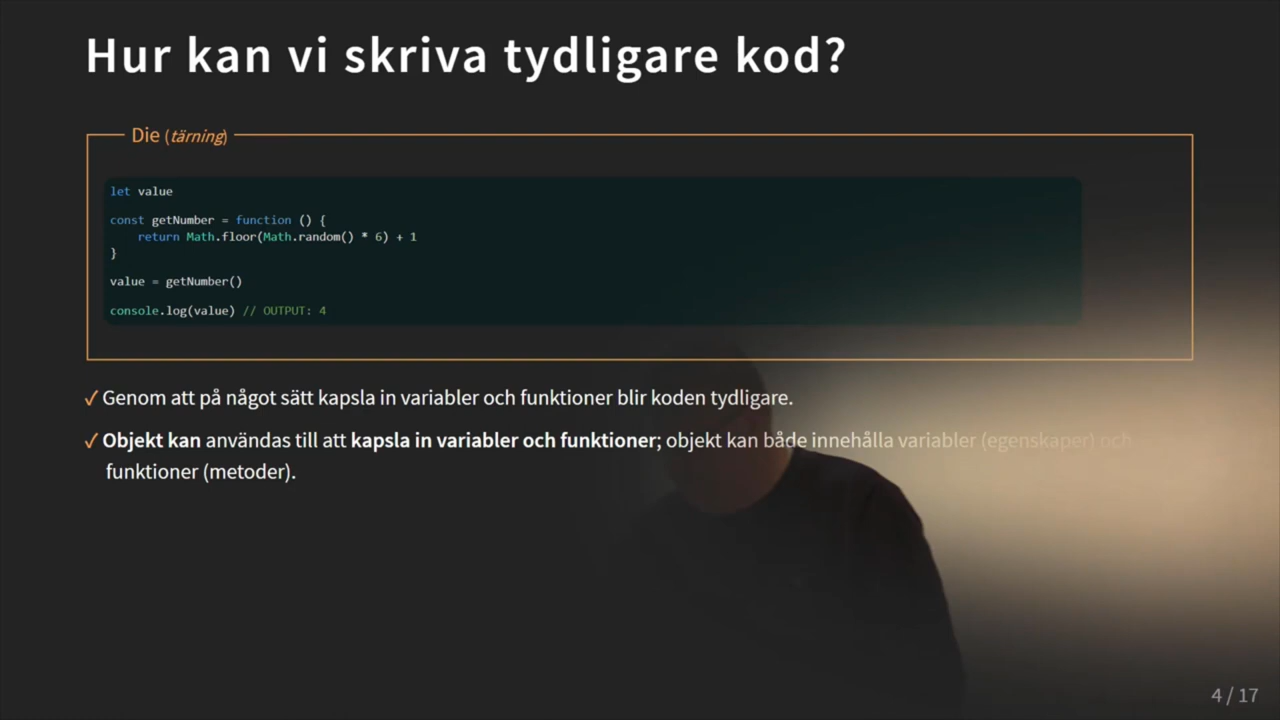 Hur kan vi skriva tydligare kod?
Die (tärning)
let value
const getNumber = function () {
return Math.floor(Math.random() * 6) + 1
}
value = getNumber()
console.log(value) // OUTPUT: 4
✓ Genom att på något sätt kapsla in variabler och funktioner blir koden tydligare.
✓ Objekt kan användas till att kapsla in variabler och funktioner; objekt kan både innehålla variabler (egenskaper) och
funktioner (metoder).
4 / 17